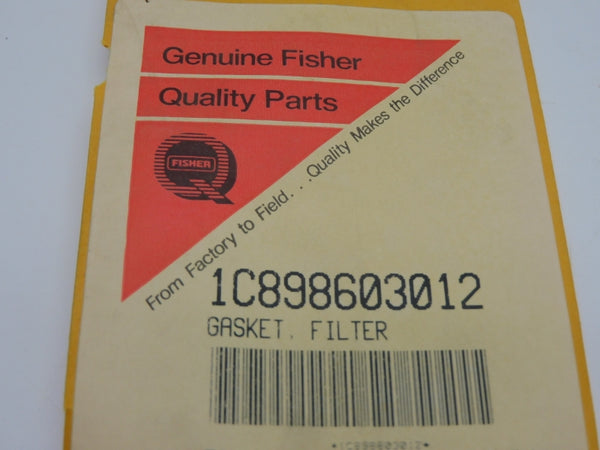 Genuine Fisher
Quality Parts
FISHER
From Factory to Field...Quality Makes the Difference
1C898603012
GASKET, FILTER
*1C898603012*